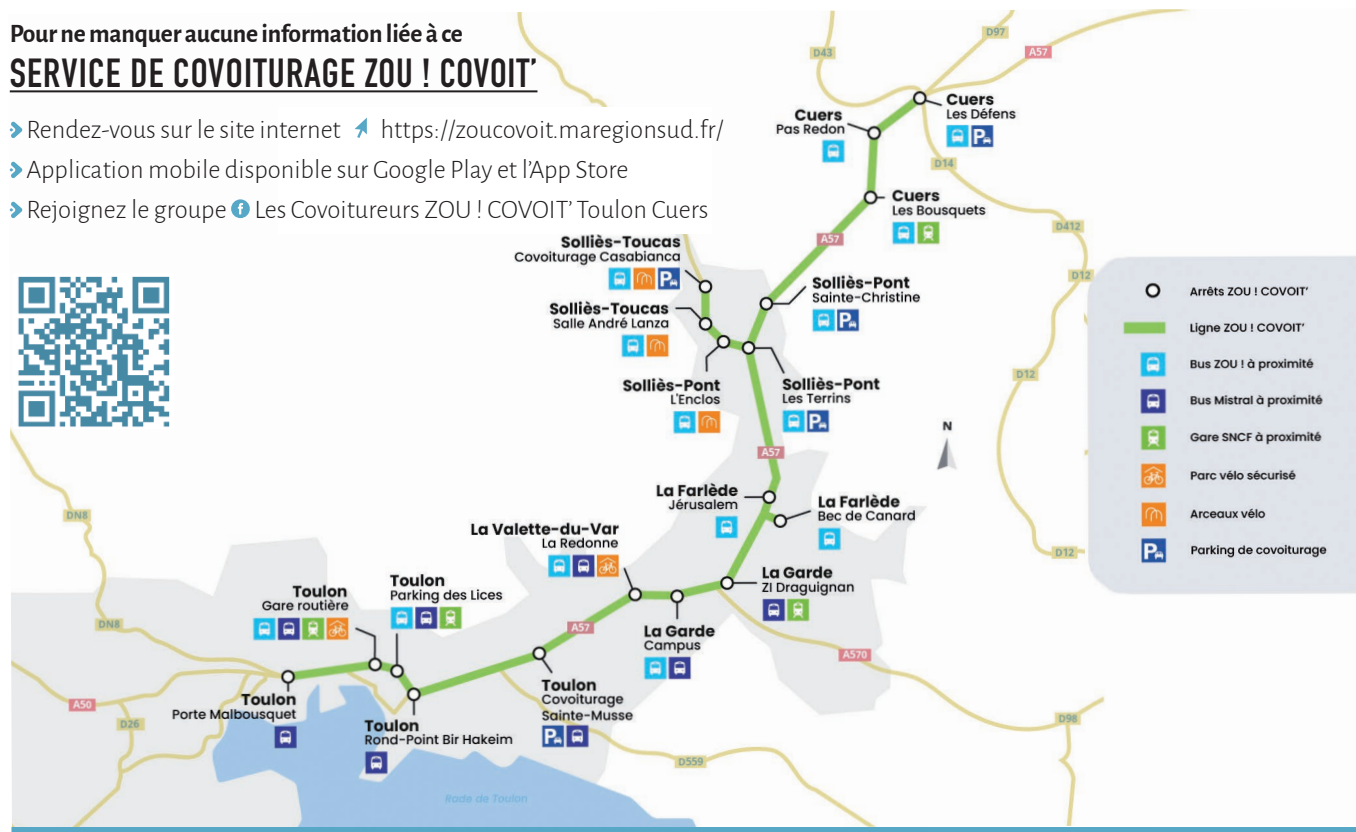 Pour ne manquer aucune information liée à ce
SERVICE DE COVOITURAGE ZOU ! COVOIT’
Rendez-vous sur le site internet https://zoucovoit.maregionsud.fr/
Application mobile disponible sur Google Play et l’App Store
Rejoignez le groupe Les Covoitureurs ZOU ! COVOIT’ Toulon Cuers
D97
D43
A57
Cuers
Les Défens
Cuers
Pas Redon
D14
Cuers
Les Bousquets
D412
A57
D12
Solliès-Toucas
Covoiturage Casabianca
Solliès-Pont
Sainte-Christine
Solliès-Toucas
Salle André Lanza
Solliès-Pont
L'Enclos
Solliès-Pont
Les Terrins
D12
N
A57
La Farlède
Jérusalem
La Farlède
Bec de Canard
DN8
La Valette-du-Var
La Redonne
D12
La Garde
ZI Draguignan
Toulon
Parking des Lices
Toulon
Gare routière
DN8
A57
La Garde
Campus
A570
Toulon
Porte Malbousquet
Toulon
Covoiturage
Sainte-Musse
A50
D26
Toulon
Rond-Point Bir Hakeim
D98
D559
Rade de Toulon
Arrêts ZOU ! COVOIT’
Ligne ZOU ! COVOIT’
Bus ZOU ! à proximité
Bus Mistral à proximité
Gare SNCF à proximité
Parc vélo sécurisé
Arceaux vélo
Parking de covoiturage